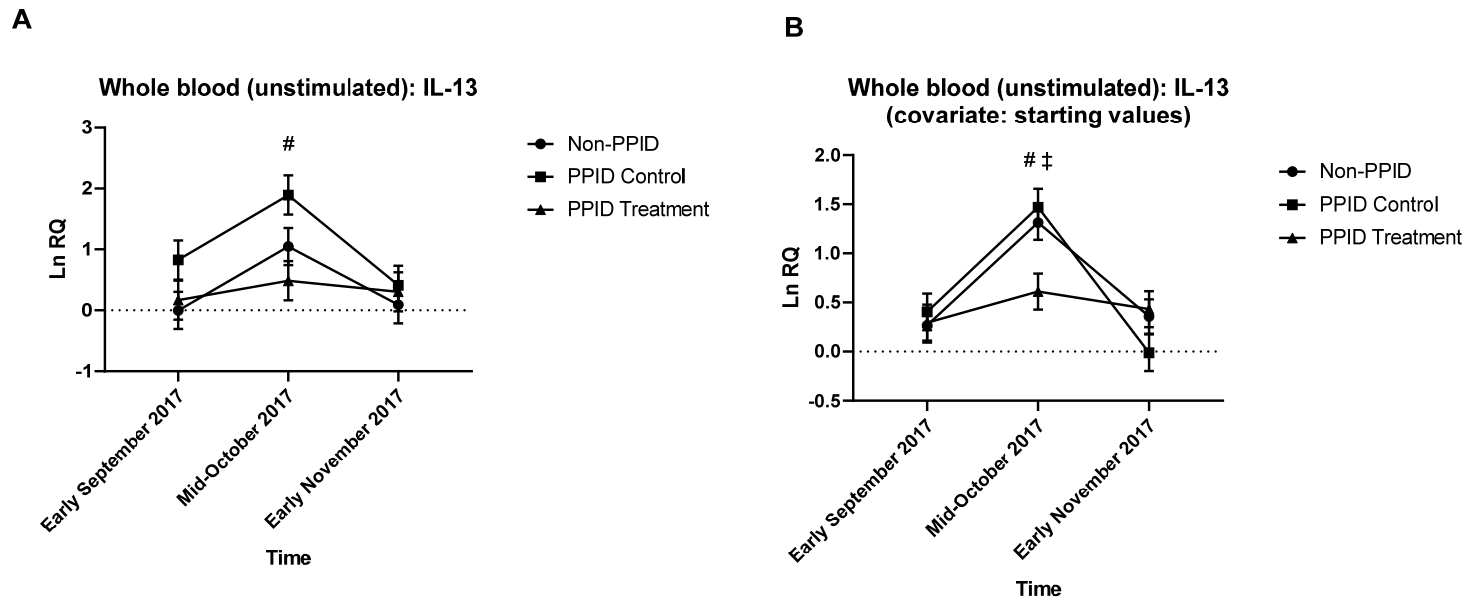 A
Whole blood (unstimulated): IL-13
#
3
2
1
0
-1
Ln RQ
Non-PPID
PPID Control
PPID Treatment
Early September 2017
Mid-October 2017
Early November 2017
Time
B
Whole blood (unstimulated): IL-13
(covariate: starting values)
# ‡
2.0
1.5
1.0
0.5
0.0
-0.5
Ln RQ
Non-PPID
PPID Control
PPID Treatment
Early September 2017
Mid-October 2017
Early November 2017
Time